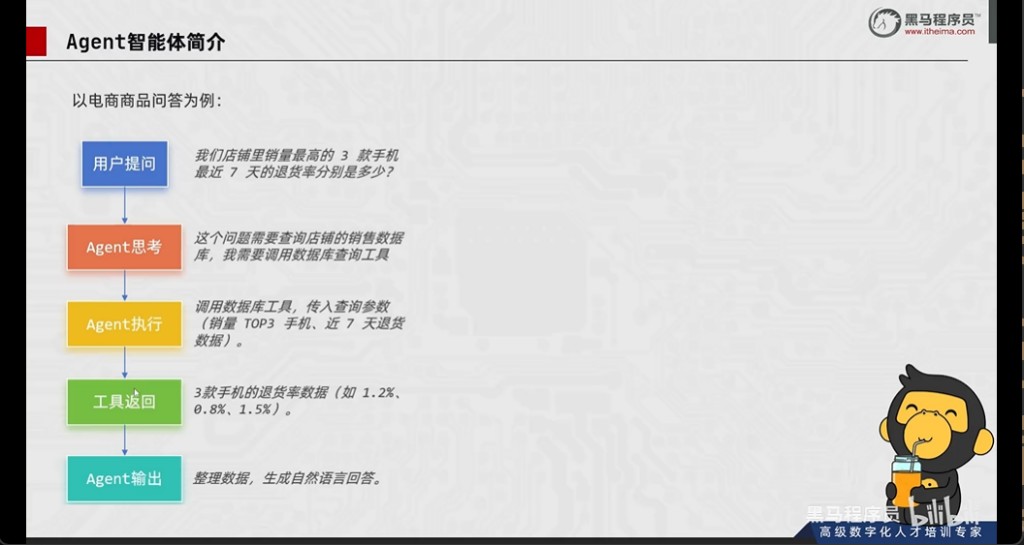 黑马程序员™
www.itheima.com
Agent智能体简介
以电商商品问答为例：
用户提问
我们店铺里销量最高的 3 款手机
最近 7 天的退货率分别是多少？
Agent思考
这个问题需要查询店铺的销售数据
库，我需要调用数据库查询工具
Agent执行
调用数据库工具，传入查询参数
（销量 TOP3 手机、近 7 天退货
数据）。
工具返回
3款手机的退货率数据（如 1.2%、
0.8%、1.5%）。
Agent输出
整理数据，生成自然语言回答。
黑马程序员
bilibili
高级数字化人才培训专家